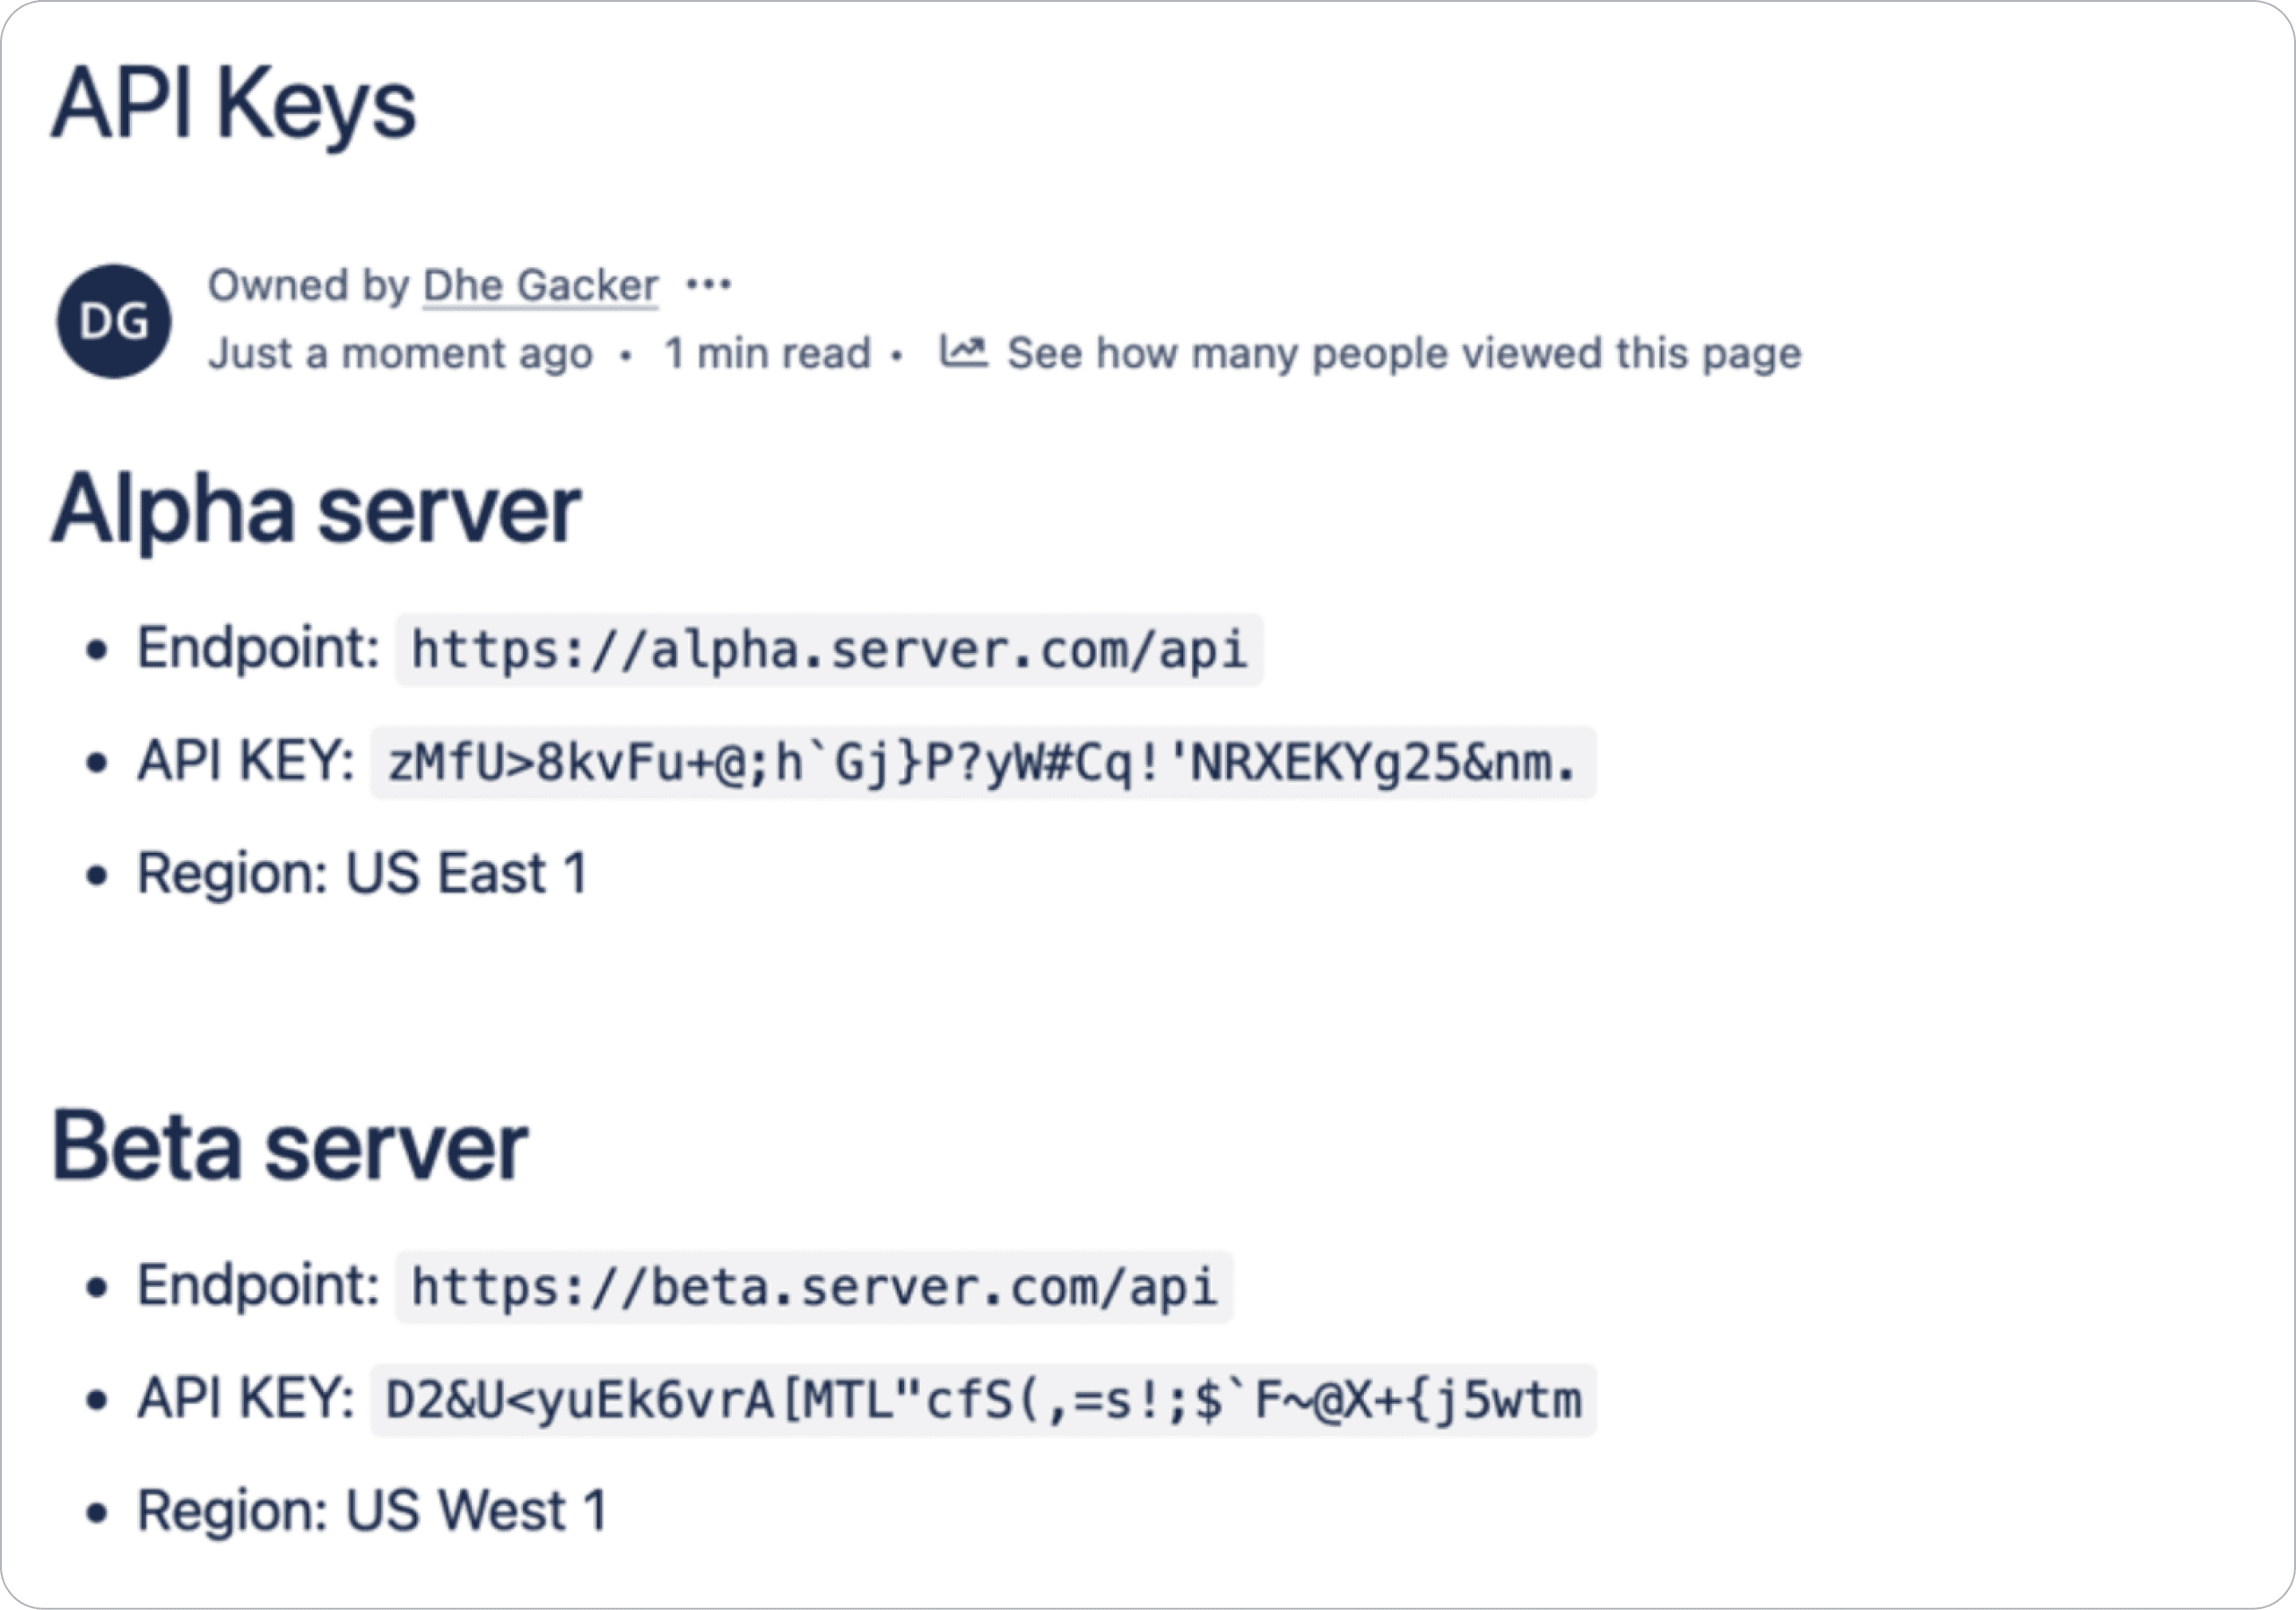 API Keys
DG
Owned by Dhe Gacker •••
Just a moment ago • 1 min read • See how many people viewed this page
Alpha server
• Endpoint: https://alpha.server.com/api
• API KEY: zMfU>8kvFu+@;h`Gj}P?yW#Cq!'NRXEKYg25&nm.
• Region: US East 1
Beta server
• Endpoint: https://beta.server.com/api
• API KEY: D2&U<yuEk6vrA[MTL"cfS(,=s!;$`F~@X+{j5wtm
• Region: US West 1